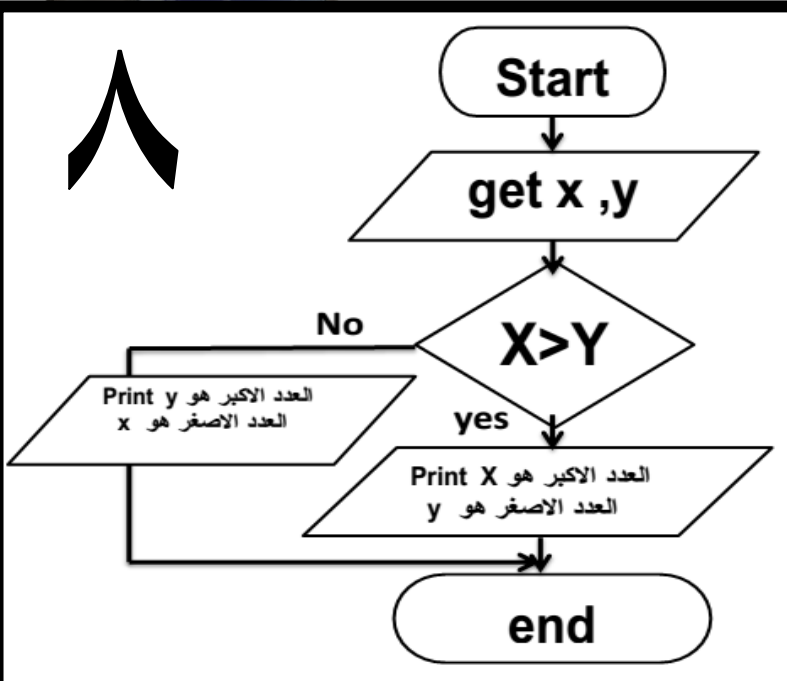 ٨
Start
get x ,y
X>Y
No
yes
Print y العدد الاكبر هو
العدد الاصغر هو x
Print X العدد الاكبر هو
العدد الاصغر هو y
end